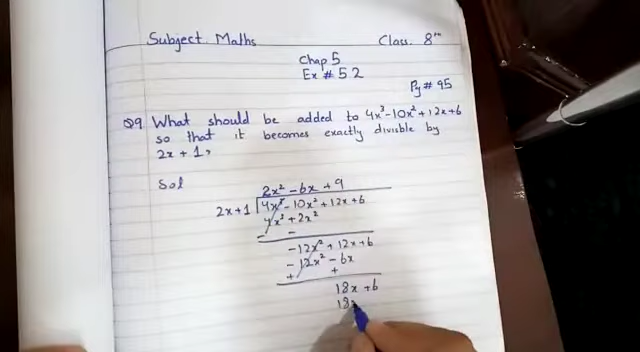 Subject. Maths Class. 8th
Chap 5
Ex # 5.2
Pg # 95
Q9 What should be added to 4x³-10x²+12x+6
so that it becomes exactly divisble by
2x + 1,
Sol
2x² - 6x + 9
2x+1 4x³ - 10x² + 12x + 6
4x³ + 2x²
- -
-12x² + 12x + 6
- 12x² - 6x
+ +
18x + 6
18x